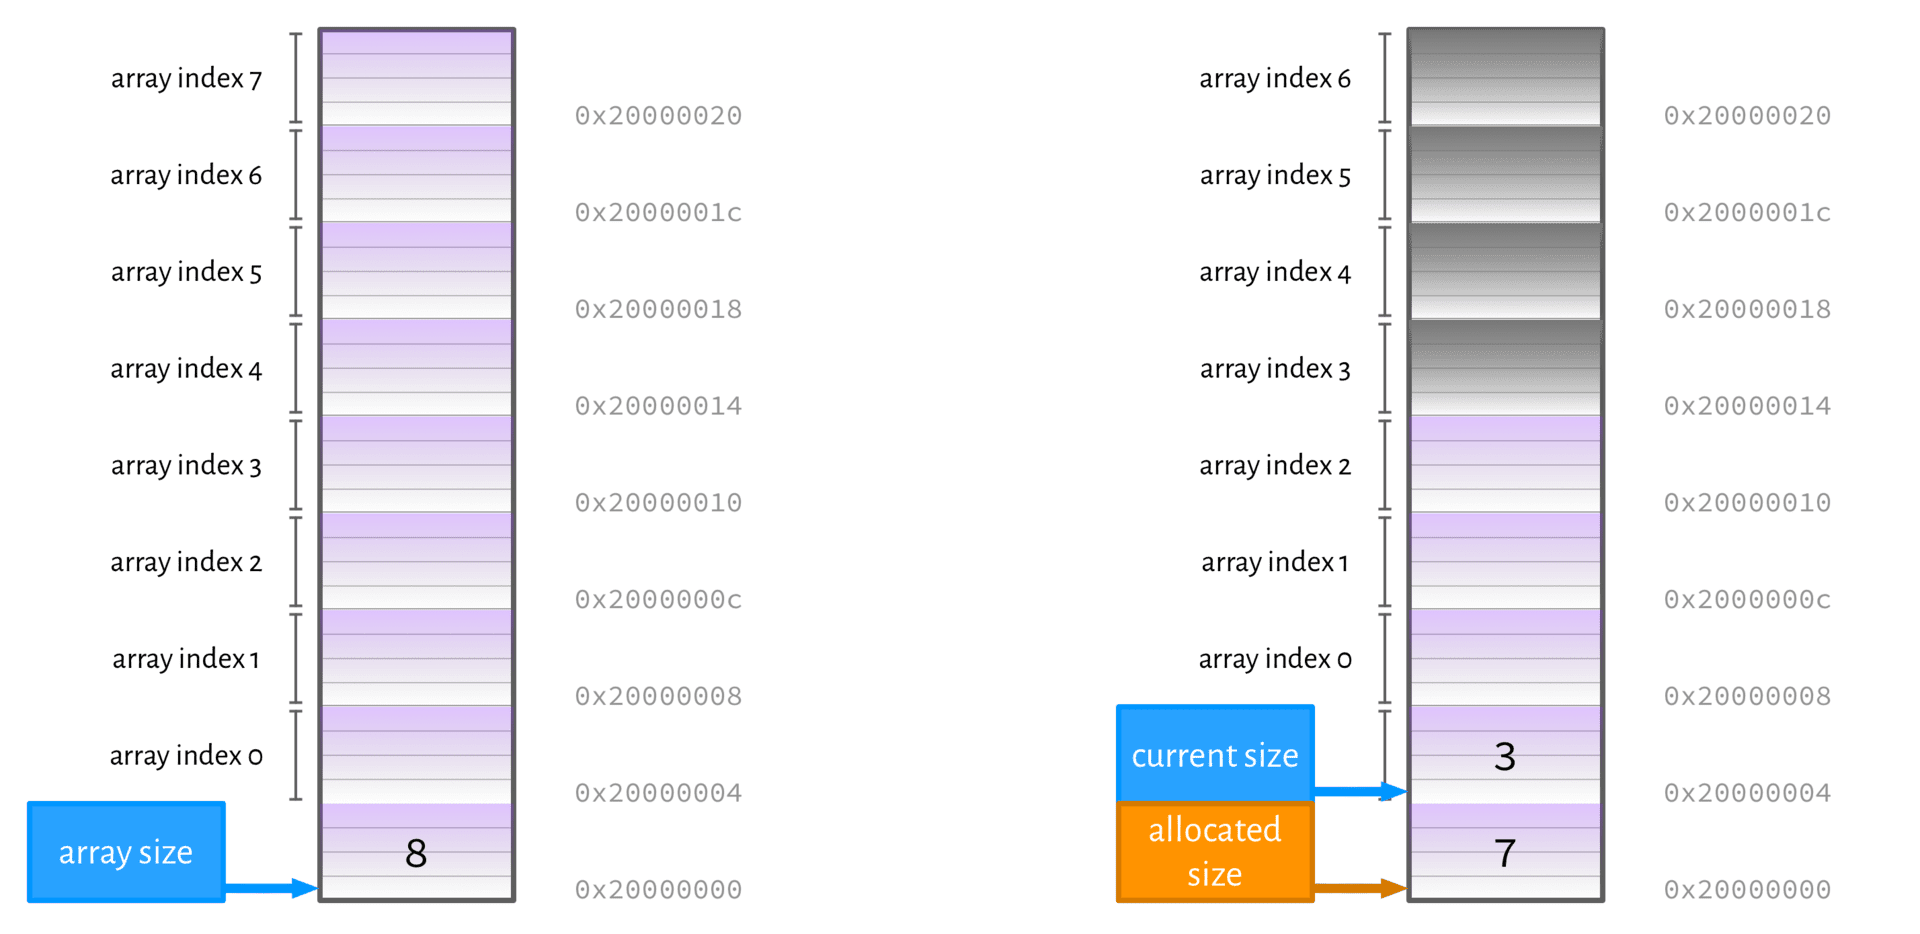 array index 7
0x20000020
array index 6
0x2000001c
array index 5
0x20000018
array index 4
0x20000014
array index 3
0x20000010
array index 2
0x2000000c
array index 1
0x20000008
array index 0
0x20000004
array size
8
0x20000000
array index 6
0x20000020
array index 5
0x2000001c
array index 4
0x20000018
array index 3
0x20000014
array index 2
0x20000010
array index 1
0x2000000c
array index 0
0x20000008
current size
3
0x20000004
allocated
size
7
0x20000000